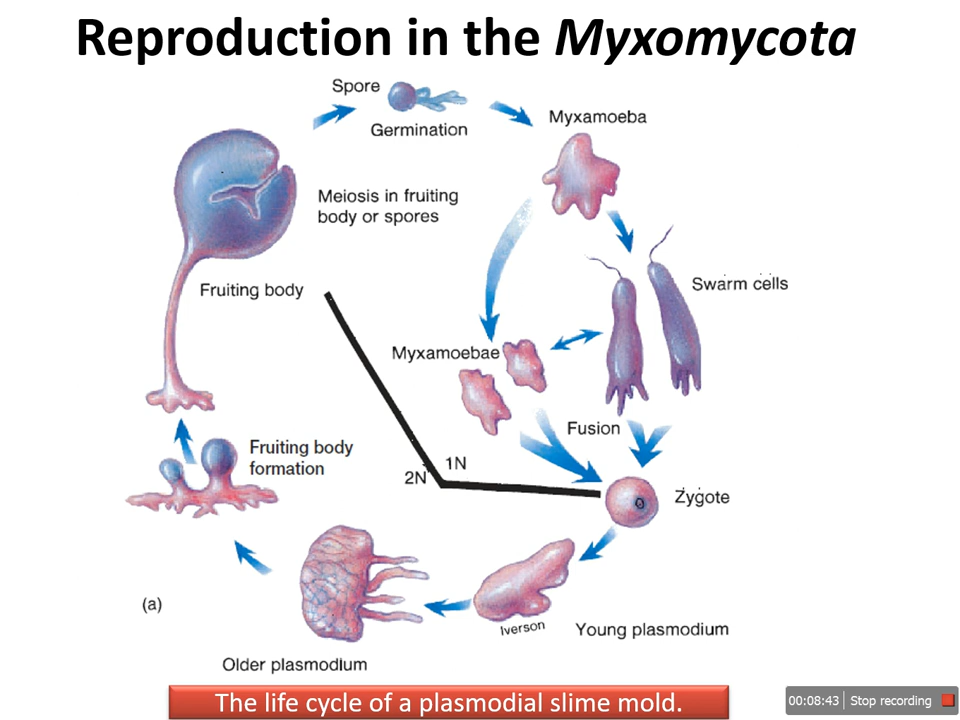 Reproduction in the Myxomycota
Spore
Germination
Myxamoeba
Meiosis in fruiting
body or spores
Swarm cells
Fruiting body
Myxamoebae
Fusion
Fruiting body
formation
1N
2N
Zygote
(a)
Iverson
Young plasmodium
Older plasmodium
The life cycle of a plasmodial slime mold.
00:08:43 Stop recording